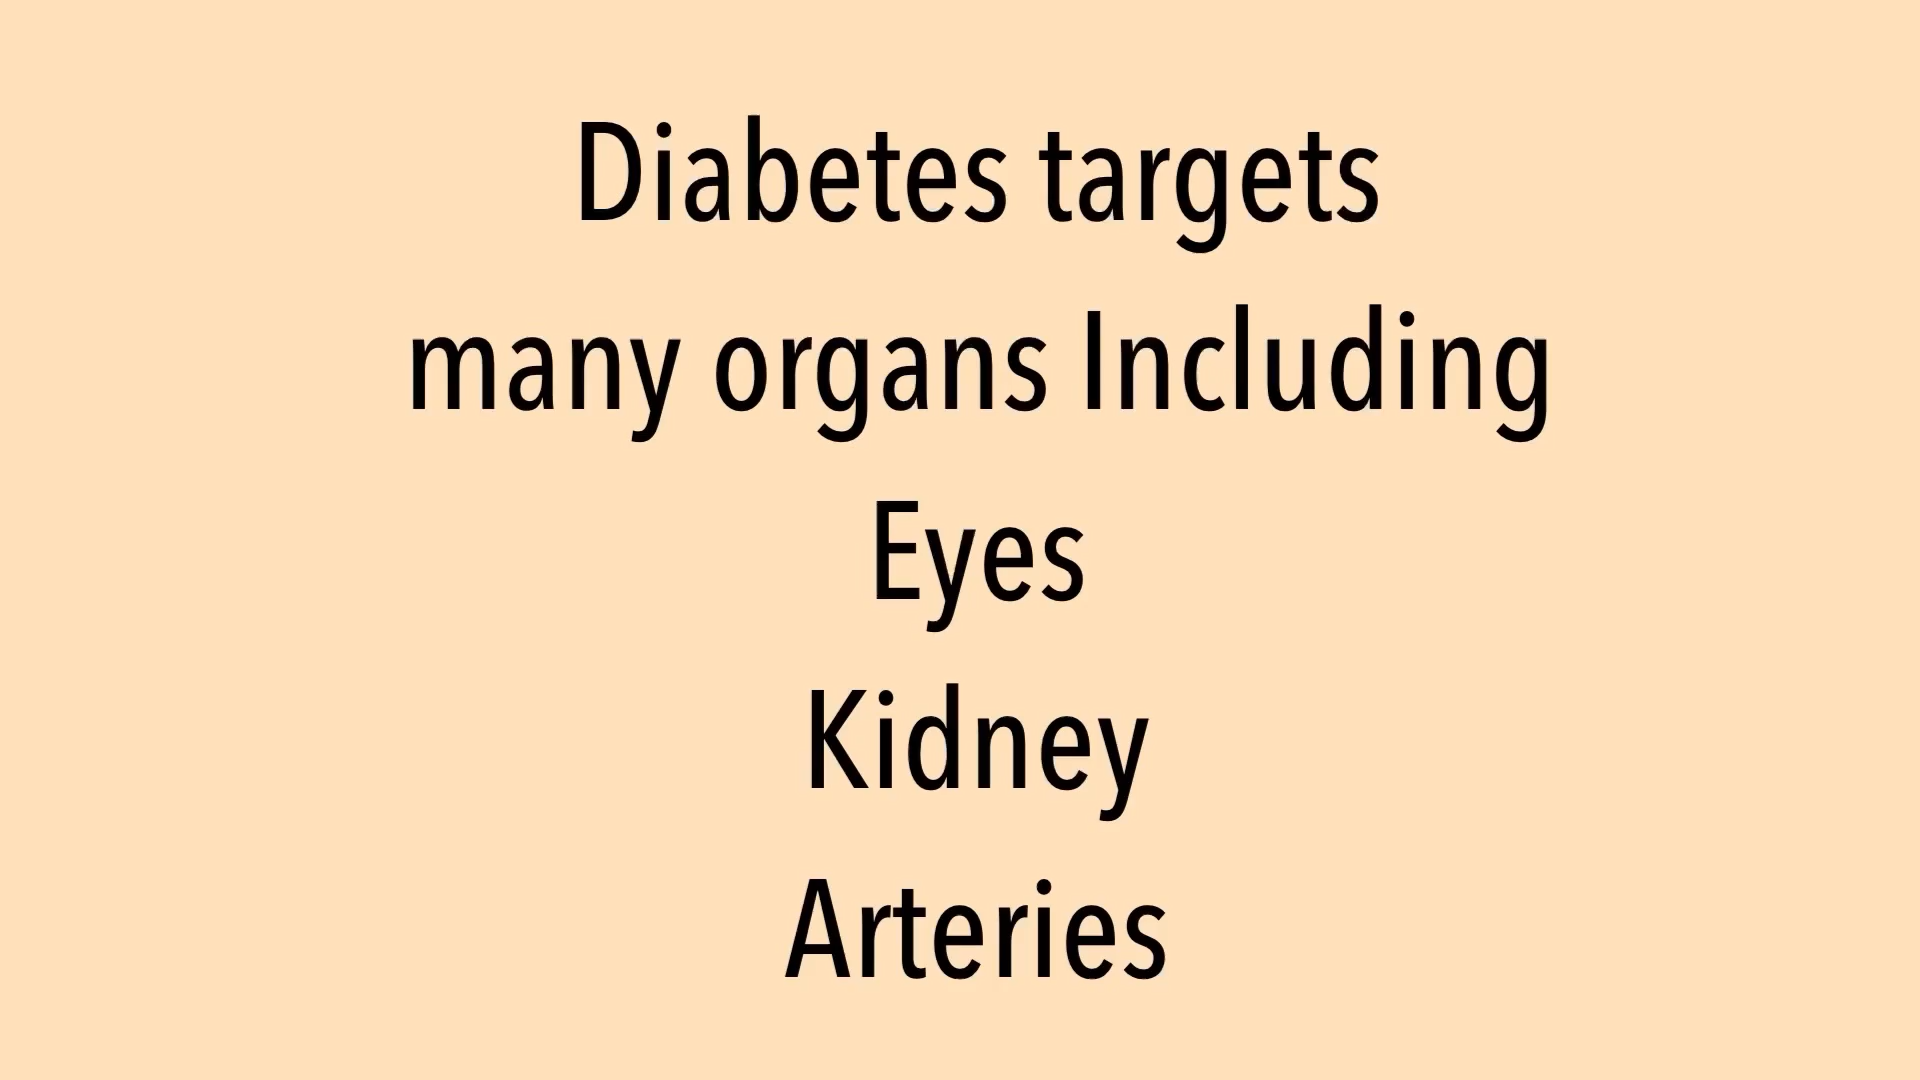 Diabetes targets
many organs Including
Eyes
Kidney
Arteries